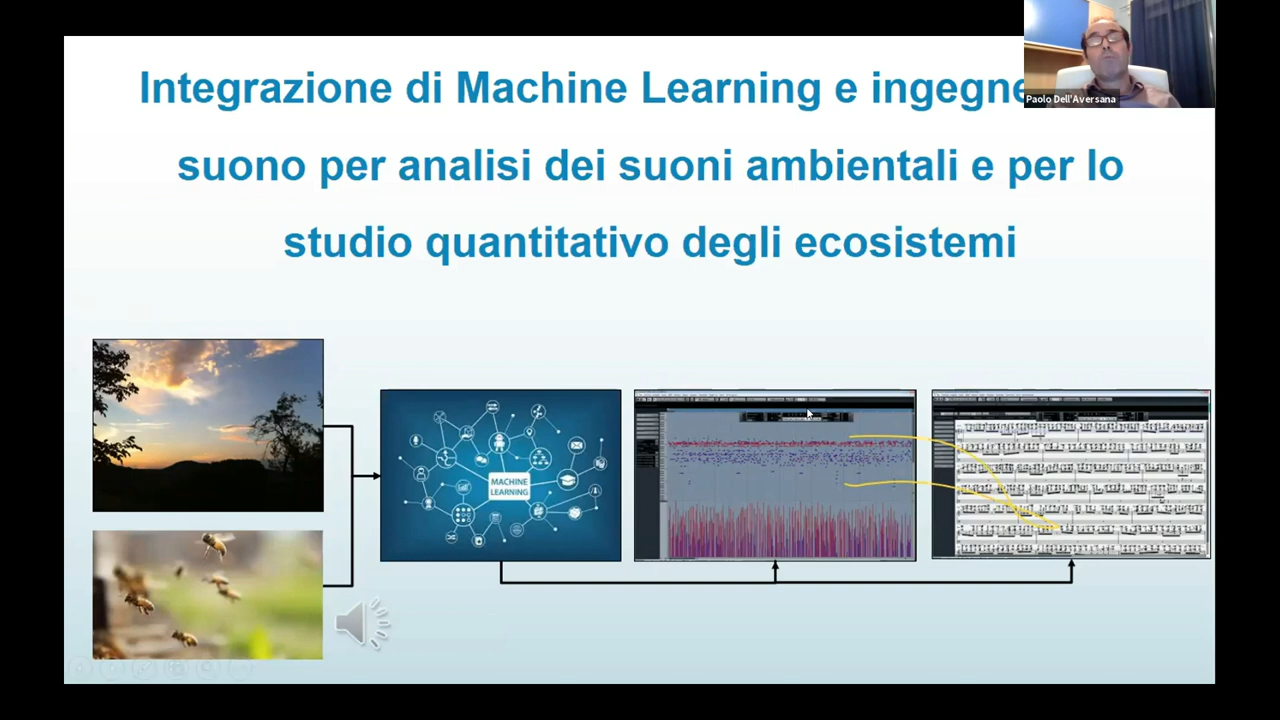 Integrazione di Machine Learning e ingegne
Paolo Dell'Aversana
suono per analisi dei suoni ambientali e per lo
studio quantitativo degli ecosistemi
MACHINE
LEARNING